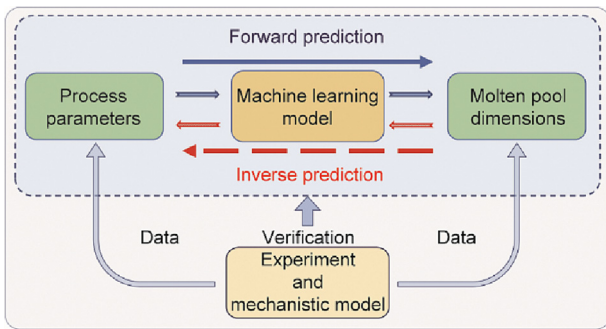 Forward prediction
Process
parameters
Machine learning
model
Molten pool
dimensions
Inverse prediction
Data
Verification
Data
Experiment
and
mechanistic model